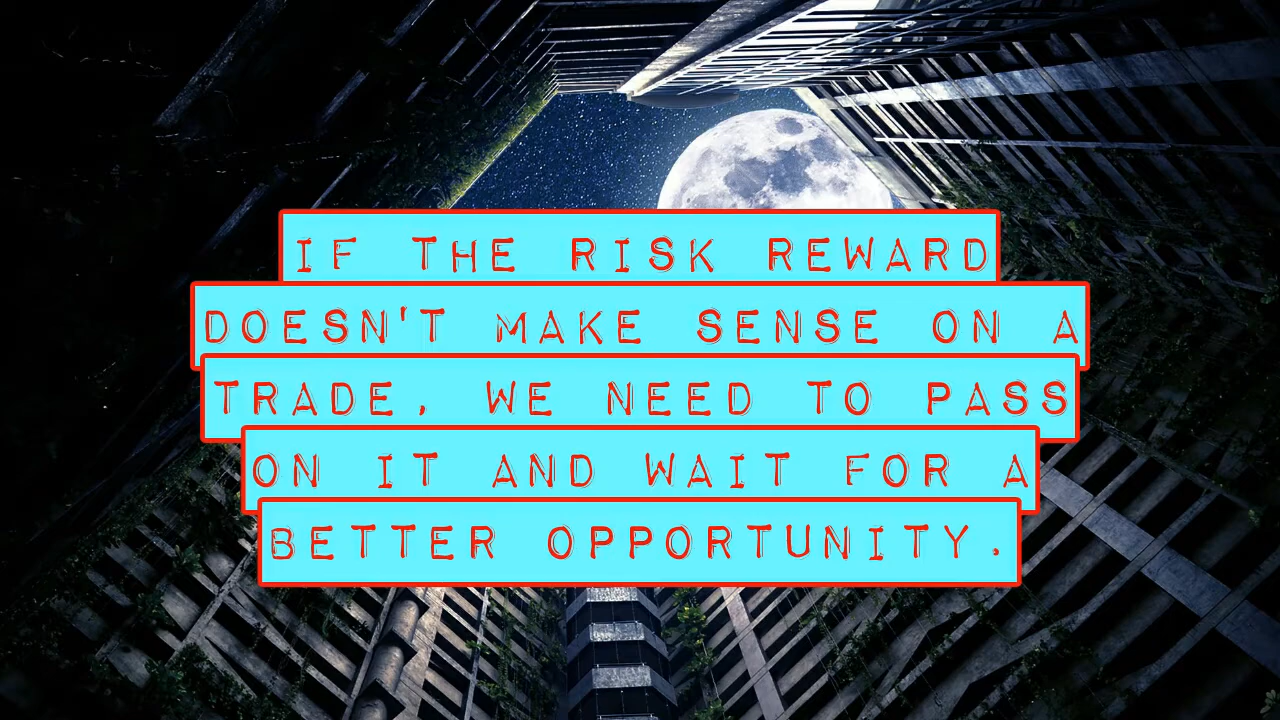 IF THE RISK REWARD
DOESN'T MAKE SENSE ON A
TRADE, WE NEED TO PASS
ON IT AND WAIT FOR A
BETTER OPPORTUNITY.